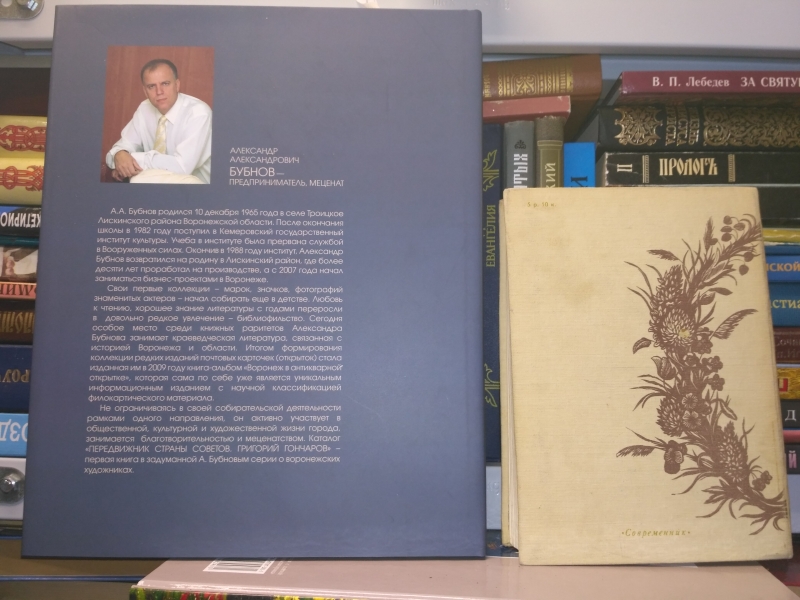 АЛЕКСАНДР
АЛЕКСАНДРОВИЧ
БУБНОВ —
ПРЕДПРИНИМАТЕЛЬ, МЕЦЕНАТ
А.А. Бубнов родился 10 декабря 1965 года в селе Троицкое
Лискинского района Воронежской области. После окончания
школы в 1982 году поступил в Кемеровский государственный
институт культуры. Учеба в институте была прервана службой
в Вооруженных силах. Окончив в 1988 году институт, Александр
Бубнов возвратился на родину в Лискинский район, где более
десяти лет проработал на производстве, а с 2007 года начал
заниматься бизнес-проектами в Воронеже.
Свои первые коллекции – марок, значков, фотографий
знаменитых актеров – начал собирать еще в детстве. Любовь
к чтению, хорошее знание литературы с годами переросли
в довольно редкое увлечение – библиофильство. Сегодня
особое место среди книжных раритетов Александра
Бубнова занимает краеведческая литература, связанная с
историей Воронежа и области. Итогом формирования
коллекции редких изданий почтовых карточек (открыток) стала
изданная им в 2009 году книга-альбом «Воронеж в антикварной
открытке», которая сама по себе уже является уникальным
информационным изданием с научной классификацией
филокартического материала.
Не ограничиваясь в своей собирательской деятельности
рамками одного направления, он активно участвует в
общественной, культурной и художественной жизни города,
занимается благотворительностью и меценатством. Каталог
«ПЕРЕДВИЖНИК СТРАНЫ СОВЕТОВ. ГРИГОРИЙ ГОНЧАРОВ» –
первая книга в задуманной А. Бубновым серии о воронежских
художниках.
В. П. Лебедев ЗА СВЯТУЮ
II ПРОЛОГЪ
ЕВАНГЕЛИЯ
«Современник»